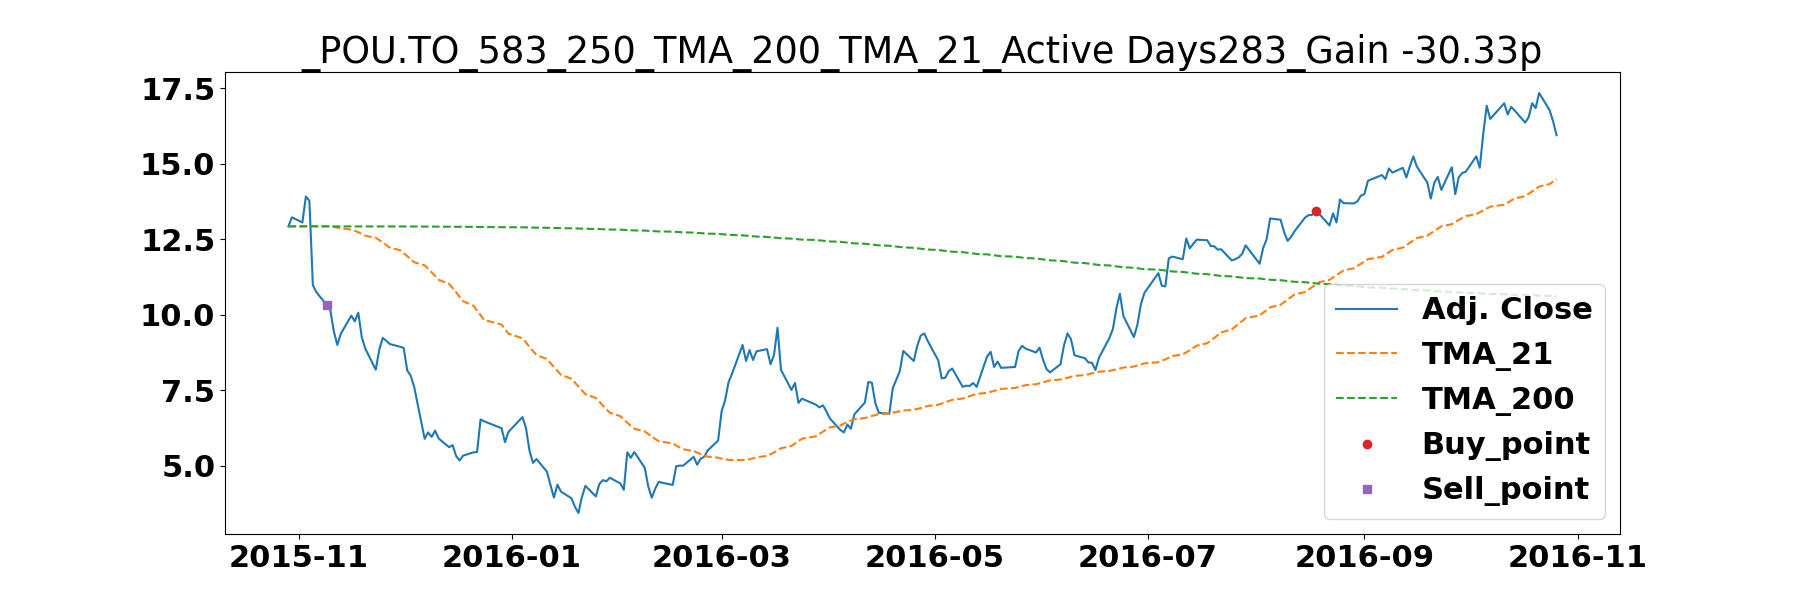 _POU.TO_583_250_TMA_200_TMA_21_Active Days283_Gain -30.33p
17.5
15.0
12.5
10.0
7.5
5.0
Adj. Close
TMA_21
TMA_200
Buy_point
Sell_point
2015-11 2016-01 2016-03 2016-05 2016-07 2016-09 2016-11